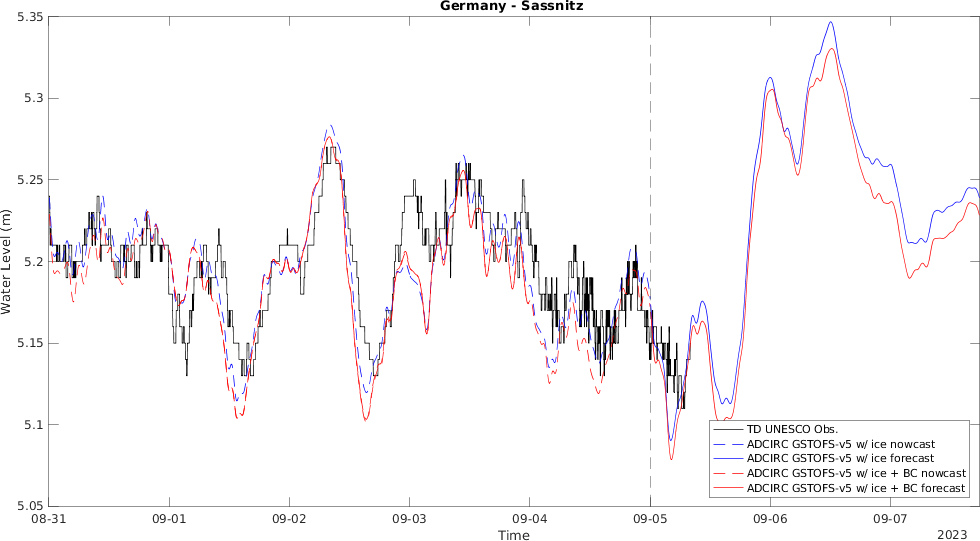 Germany - Sassnitz
Water Level (m)
5.35
5.3
5.25
5.2
5.15
5.1
5.05
08-31 09-01 09-02 09-03 09-04 09-05 09-06 09-07
Time
2023
TD UNESCO Obs.
ADCIRC GSTOFS-v5 w/ ice nowcast
ADCIRC GSTOFS-v5 w/ ice forecast
ADCIRC GSTOFS-v5 w/ ice + BC nowcast
ADCIRC GSTOFS-v5 w/ ice + BC forecast